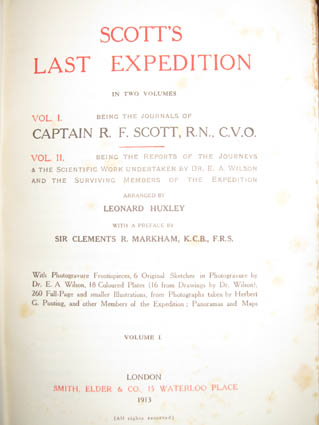 SCOTT'S
LAST EXPEDITION
IN TWO VOLUMES
VOL. I. BEING THE JOURNALS OF
CAPTAIN R. F. SCOTT, R.N., C.V.O.
VOL. II. BEING THE REPORTS OF THE JOURNEYS
& THE SCIENTIFIC WORK UNDERTAKEN BY DR. E. A. WILSON
AND THE SURVIVING MEMBERS OF THE EXPEDITION
ARRANGED BY
LEONARD HUXLEY
WITH A PREFACE BY
SIR CLEMENTS R. MARKHAM, K.C.B., F.R.S.
With Photogravure Frontispieces, 6 Original Sketches in Photogravure by
Dr. E. A. Wilson, 18 Coloured Plates (16 from Drawings by Dr. Wilson),
260 Full-Page and smaller Illustrations, from Photographs taken by Herbert
G. Ponting, and other Members of the Expedition; Panoramas and Maps
VOLUME I
LONDON
SMITH, ELDER & CO., 15 WATERLOO PLACE
1913
[All rights reserved]